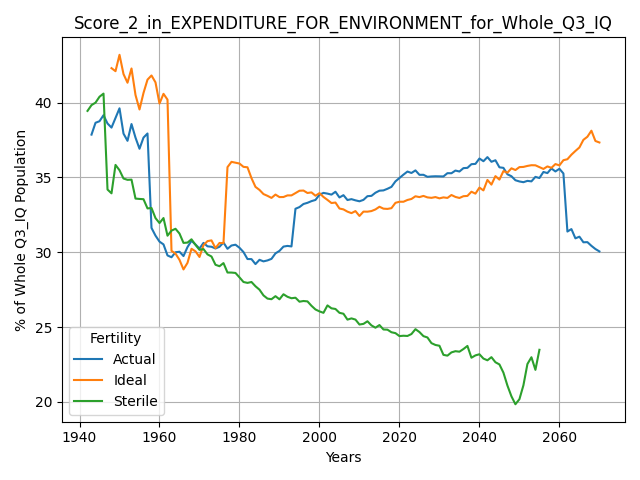 Score_2_in_EXPENDITURE_FOR_ENVIRONMENT_for_Whole_Q3_IQ
% of Whole Q3_IQ Population
40
35
30
25
20
Fertility
Actual
Ideal
Sterile
1940 1960 1980 2000 2020 2040 2060
Years